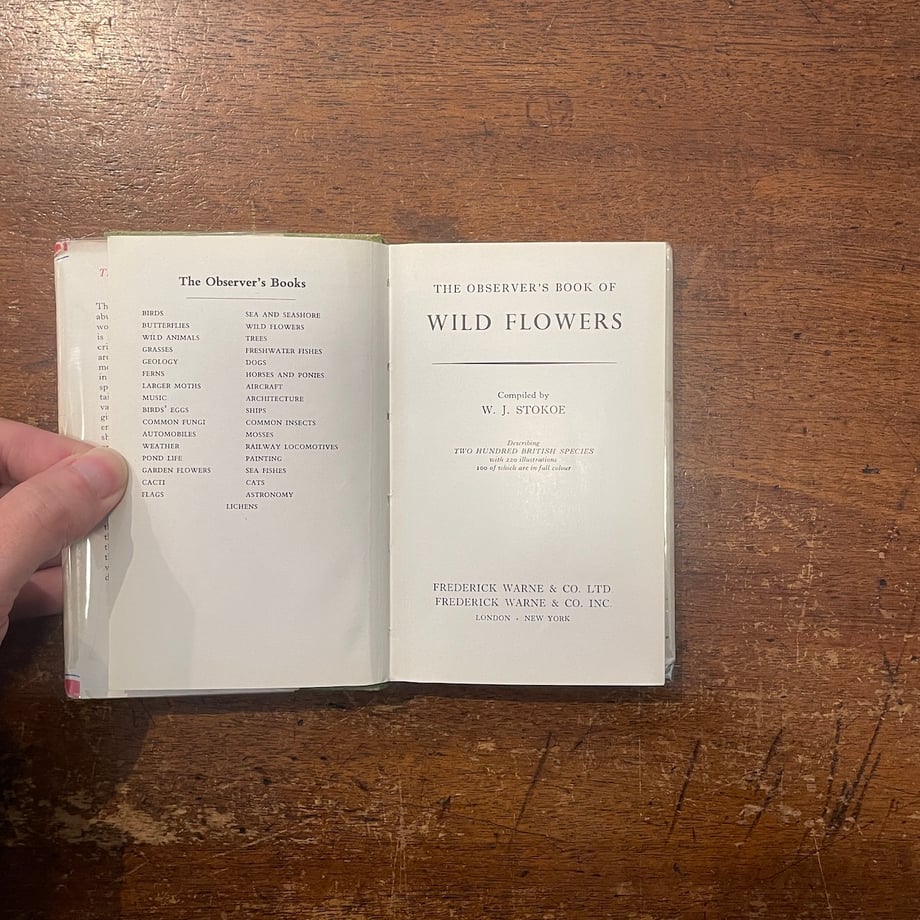 The Observer's Books
BIRDS
BUTTERFLIES
WILD ANIMALS
GRASSES
GEOLOGY
FERNS
LARGER MOTHS
MUSIC
BIRDS' EGGS
COMMON FUNGI
AUTOMOBILES
WEATHER
POND LIFE
GARDEN FLOWERS
CACTI
FLAGS
SEA AND SEASHORE
WILD FLOWERS
TREES
FRESHWATER FISHES
DOGS
HORSES AND PONIES
AIRCRAFT
ARCHITECTURE
SHIPS
COMMON INSECTS
MOSSES
RAILWAY LOCOMOTIVES
PAINTING
SEA FISHES
CATS
ASTRONOMY
LICHENS
THE OBSERVER'S BOOK OF
WILD FLOWERS
Compiled by
W. J. STOKOE
Describing
TWO HUNDRED BRITISH SPECIES
with 220 illustrations
100 of which are in full colour
FREDERICK WARNE & CO. LTD
FREDERICK WARNE & CO. INC.
LONDON · NEW YORK